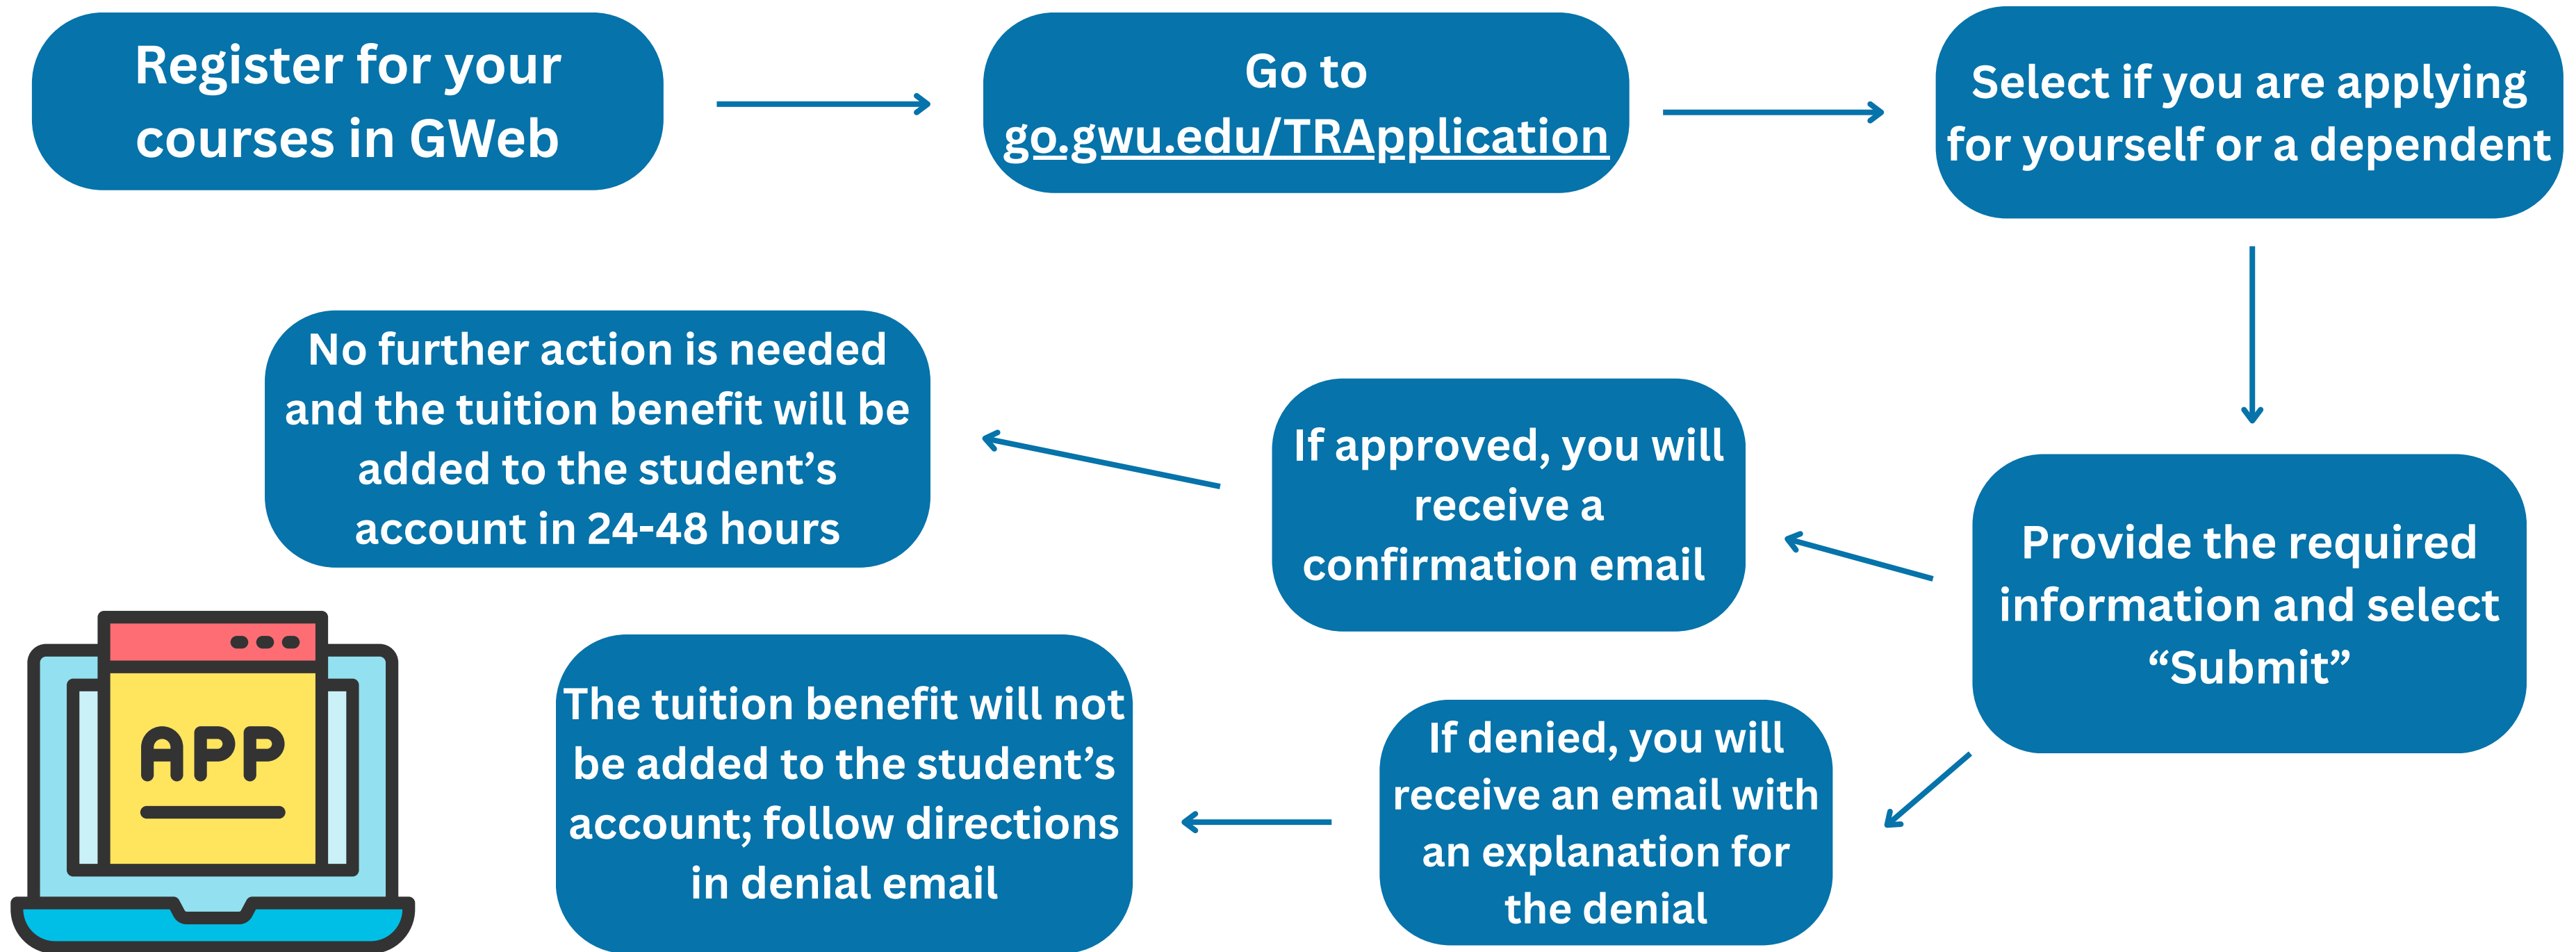 Register for your
courses in GWeb
Go to
go.gwu.edu/TRApplication
Select if you are applying
for yourself or a dependent
Provide the required
information and select
“Submit”
If approved, you will
receive a
confirmation email
No further action is needed
and the tuition benefit will be
added to the student’s
account in 24-48 hours
If denied, you will
receive an email with
an explanation for
the denial
The tuition benefit will not
be added to the student’s
account; follow directions
in denial email
APP